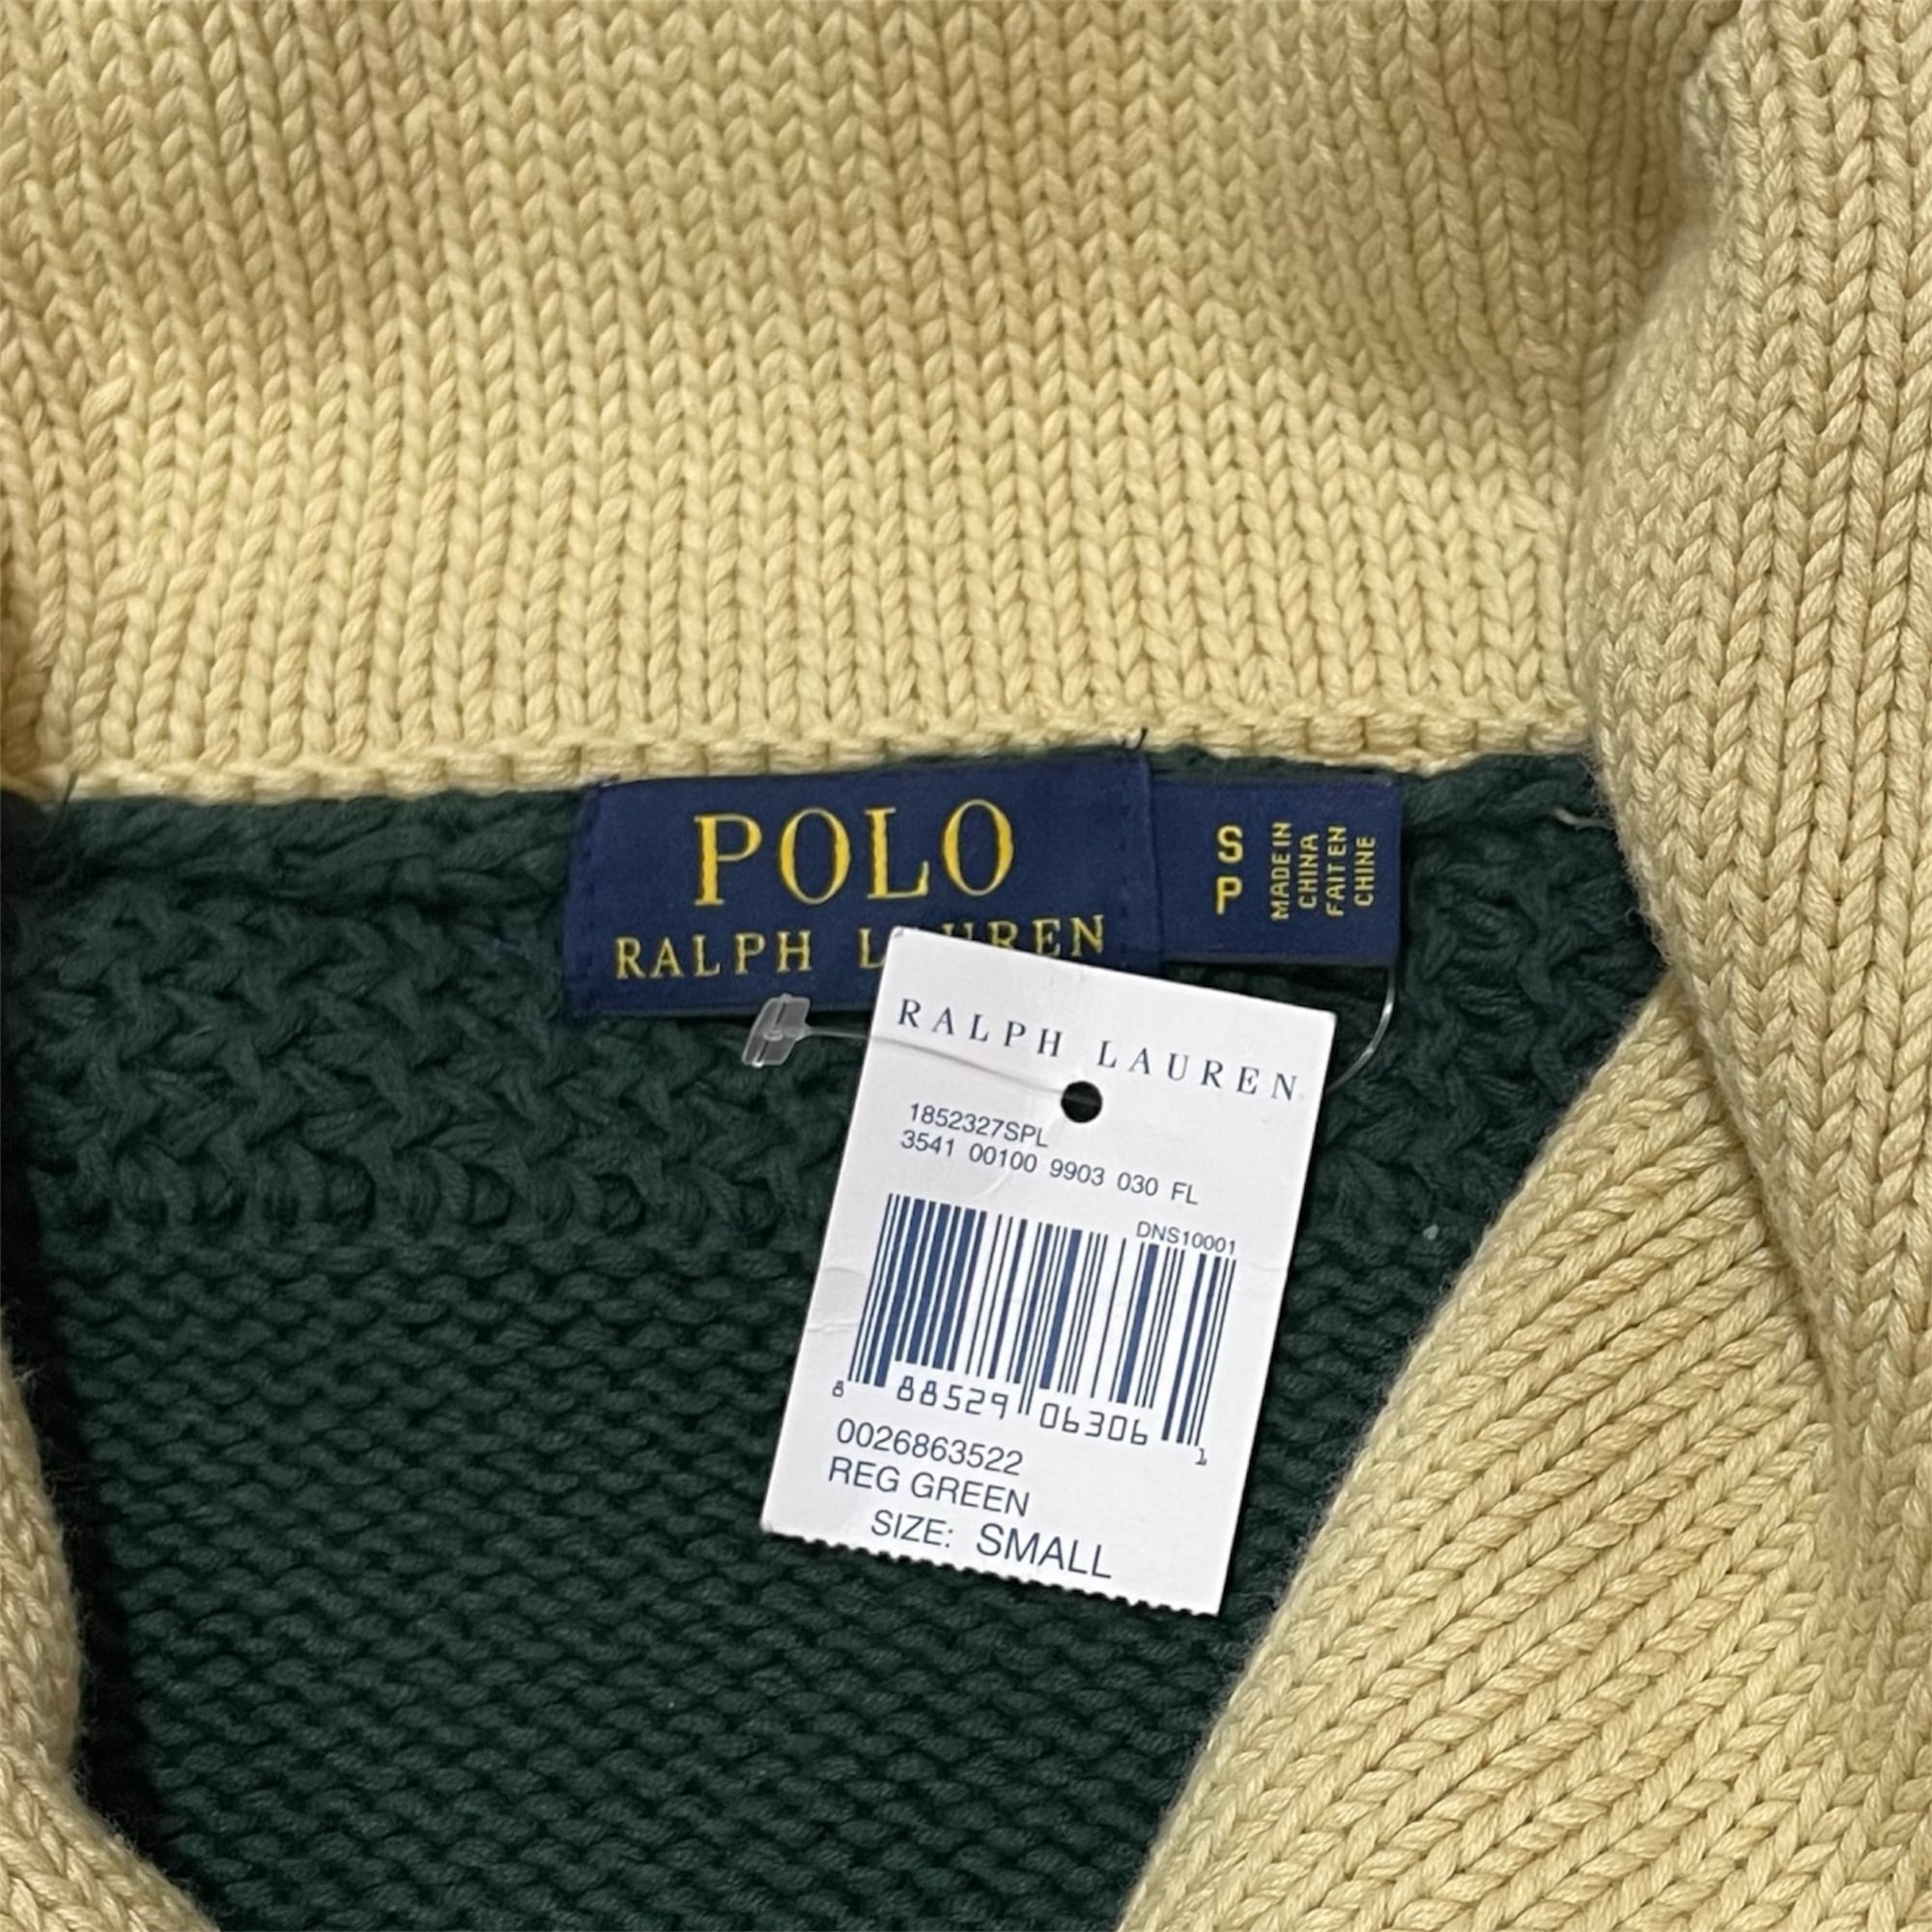 POLO
RALPH LAUREN
S
P
MADE IN
CHINA
FAIT EN
CHINE
RALPH LAUREN
1852327SPL
3541 00100 9903 030 FL
DNS10001
8 88529 06306 1
0026863522
REG GREEN
SIZE: SMALL